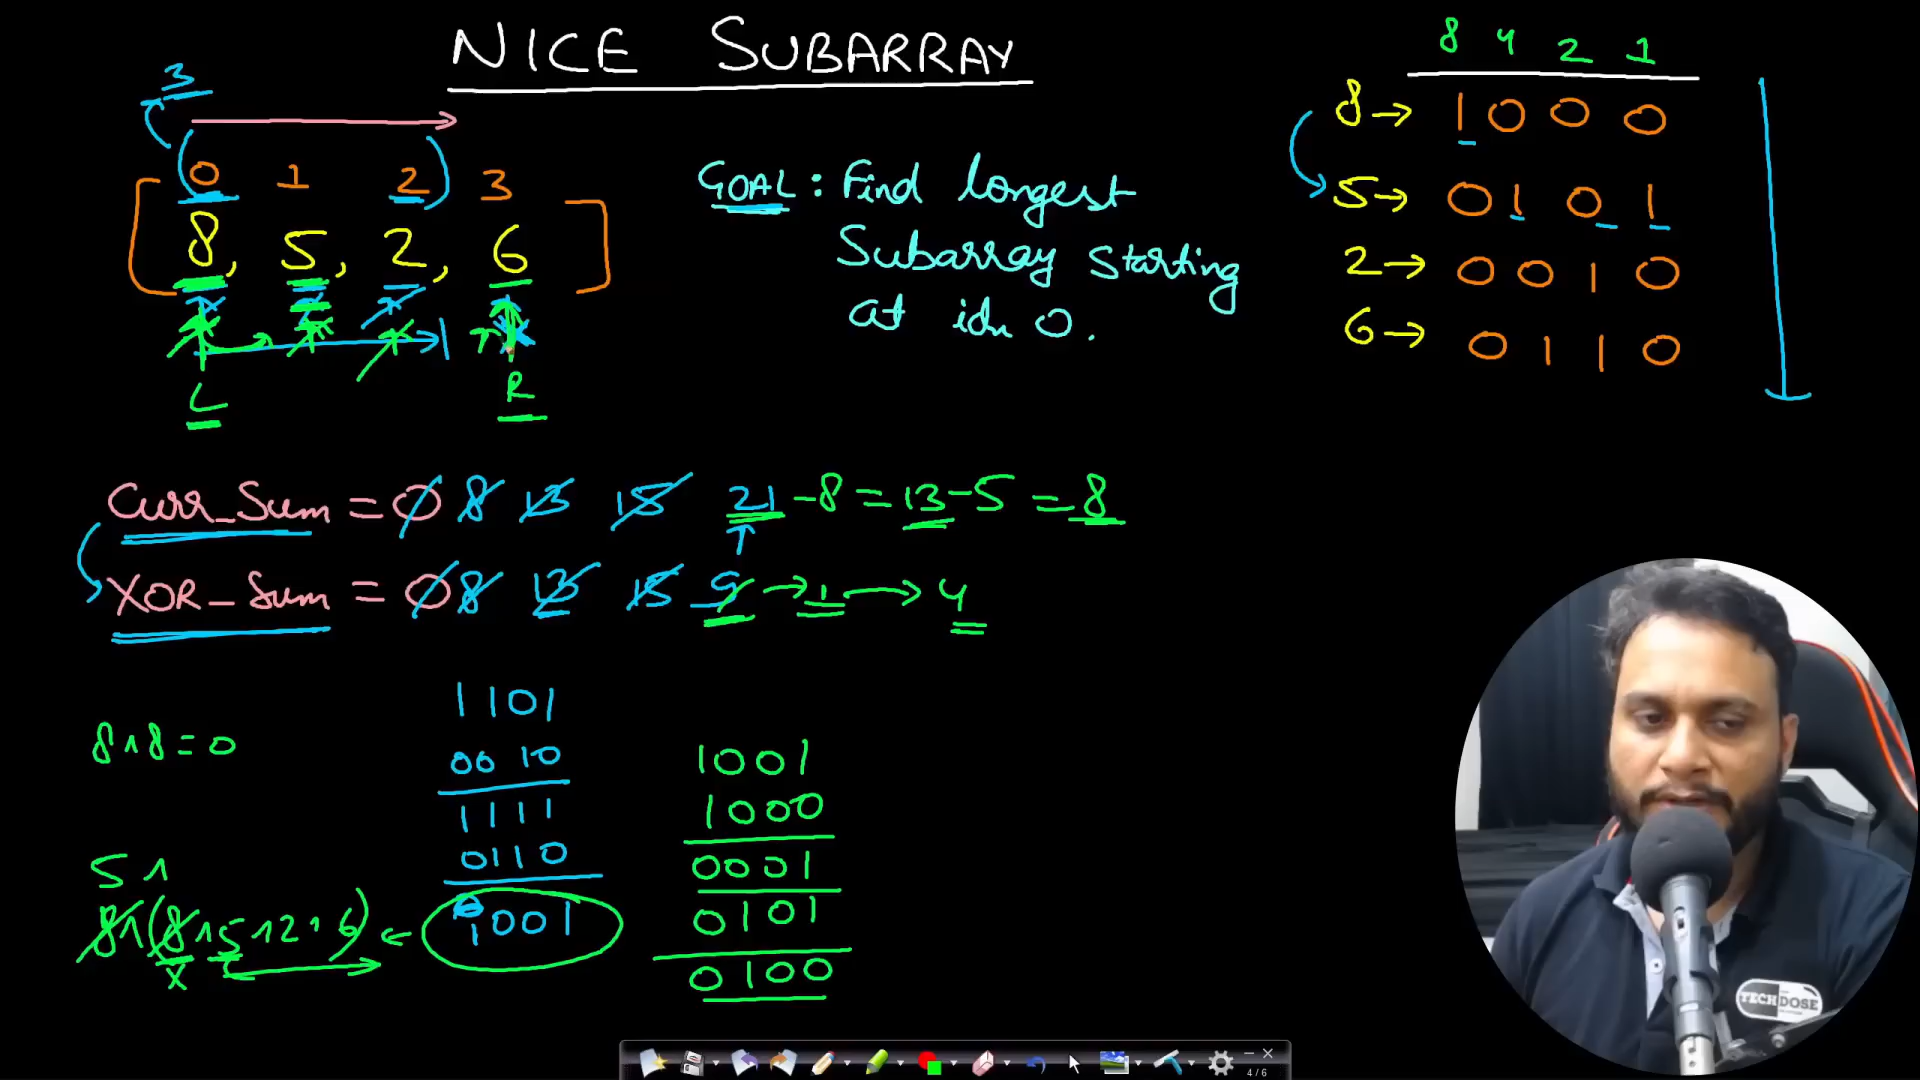 NICE SUBARRAY
3
0 1 2 3
8, 5, 2, 6
L R
GOAL: Find longest
Subarray starting
at idx 0.
8 4 2 1
8→ 1 0 0 0
5→ 0 1 0 1
2→ 0 0 1 0
6→ 0 1 1 0
Curr_Sum = 0 8 13 15 21 -8 = 13 -5 = 8
XOR_Sum = 0 8 13 15 9 → 1 → 4
8^8=0
1101
0010
1111
0110
1001
1001
1000
0001
0101
0100
5^
8^(8^5^2^6) ←
x
TECH DOSE
4/6